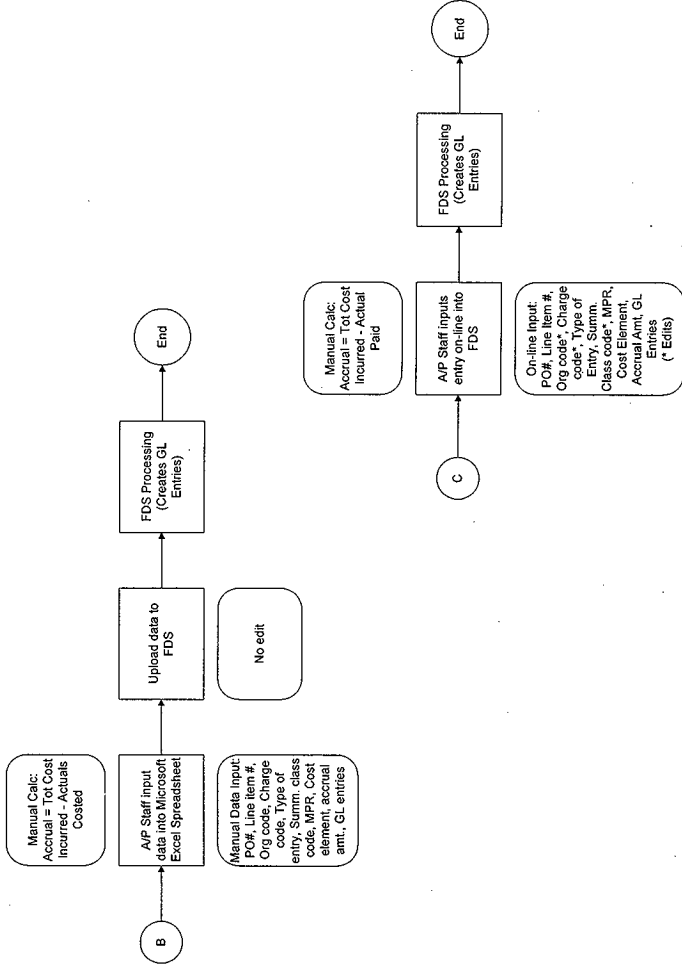 B
Manual Calc:
Accrual = Tot Cost
Incurred - Actuals
Costed
A/P Staff input
data into Microsoft
Excel Spreadsheet
Manual Data Input:
PO#, Line item #,
Org code, Charge
code, Type of
entry, Summ. class
code, MPR, Cost
element, accrual
amt., GL entries
Upload data to
FDS
No edit
FDS Processing
(Creates GL
Entries)
End
C
Manual Calc:
Accrual = Tot Cost
Incurred - Actual
Paid
A/P Staff inputs
entry on-line into
FDS
On-line Input:
PO#, Line Item #,
Org code*, Charge
code*, Type of
Entry, Summ.
Class code*, MPR,
Cost Element,
Accrual Amt, GL
Entries
(* Edits)
FDS Processing
(Creates GL
Entries)
End